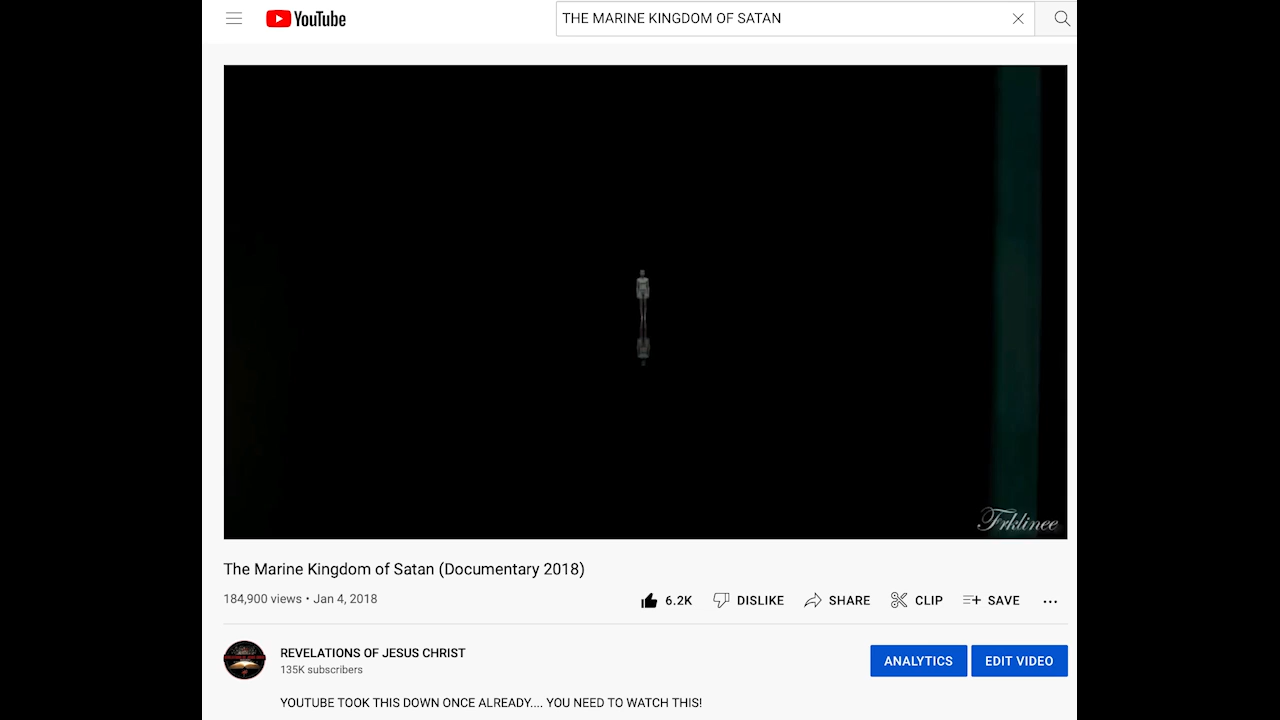 YouTube
THE MARINE KINGDOM OF SATAN
Frklinee
The Marine Kingdom of Satan (Documentary 2018)
184,900 views • Jan 4, 2018
6.2K DISLIKE SHARE CLIP SAVE
REVELATIONS OF JESUS CHRIST
135K subscribers
ANALYTICS EDIT VIDEO
YOUTUBE TOOK THIS DOWN ONCE ALREADY.... YOU NEED TO WATCH THIS!